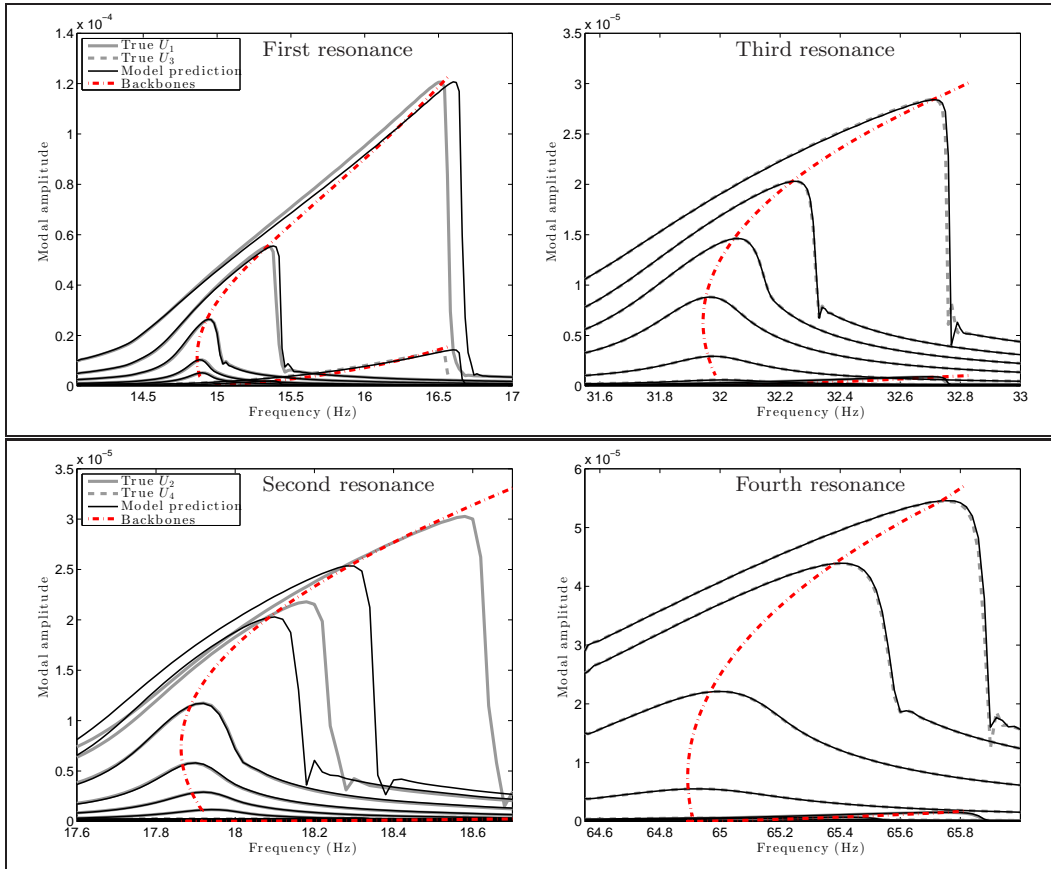 x 10⁻⁴
First resonance
True U₁
True U₃
Model prediction
Backbones
1.4
1.2
1
0.8
0.6
0.4
0.2
0
Modal amplitude
14.5 15 15.5 16 16.5 17
Frequency (Hz)
x 10⁻⁵
Third resonance
3.5
3
2.5
2
1.5
1
0.5
0
Modal amplitude
31.6 31.8 32 32.2 32.4 32.6 32.8 33
Frequency (Hz)
x 10⁻⁵
Second resonance
True U₂
True U₄
Model prediction
Backbones
3.5
3
2.5
2
1.5
1
0.5
0
Modal amplitude
17.6 17.8 18 18.2 18.4 18.6
Frequency (Hz)
x 10⁻⁵
Fourth resonance
6
5
4
3
2
1
0
Modal amplitude
64.6 64.8 65 65.2 65.4 65.6 65.8
Frequency (Hz)